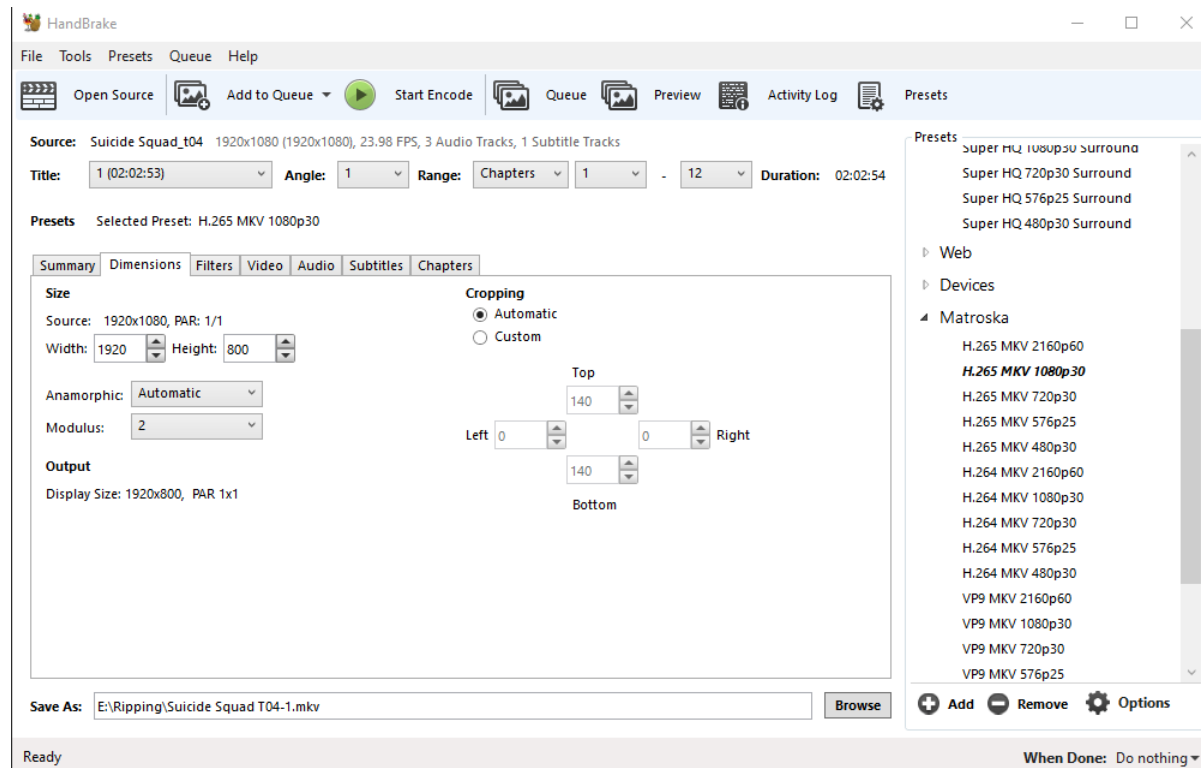 HandBrake
File Tools Presets Queue Help
Open Source Add to Queue Start Encode Queue Preview Activity Log Presets
Source: Suicide Squad_t04 1920x1080 (1920x1080), 23.98 FPS, 3 Audio Tracks, 1 Subtitle Tracks
Title: 1 (02:02:53) Angle: 1 Range: Chapters 1 - 12 Duration: 02:02:54
Presets Selected Preset: H.265 MKV 1080p30
Summary Dimensions Filters Video Audio Subtitles Chapters
Size
Source: 1920x1080, PAR: 1/1
Width: 1920 Height: 800
Anamorphic: Automatic
Modulus: 2
Output
Display Size: 1920x800, PAR 1x1
Cropping
Automatic
Custom
Top
140
Left 0 0 Right
140
Bottom
Presets
Super HQ 1080p30 Surround
Super HQ 720p30 Surround
Super HQ 576p25 Surround
Super HQ 480p30 Surround
Web
Devices
Matroska
H.265 MKV 2160p60
H.265 MKV 1080p30
H.265 MKV 720p30
H.265 MKV 576p25
H.265 MKV 480p30
H.264 MKV 2160p60
H.264 MKV 1080p30
H.264 MKV 720p30
H.264 MKV 576p25
H.264 MKV 480p30
VP9 MKV 2160p60
VP9 MKV 1080p30
VP9 MKV 720p30
VP9 MKV 576p25
Add Remove Options
Save As: E:\Ripping\Suicide Squad T04-1.mkv Browse
Ready When Done: Do nothing